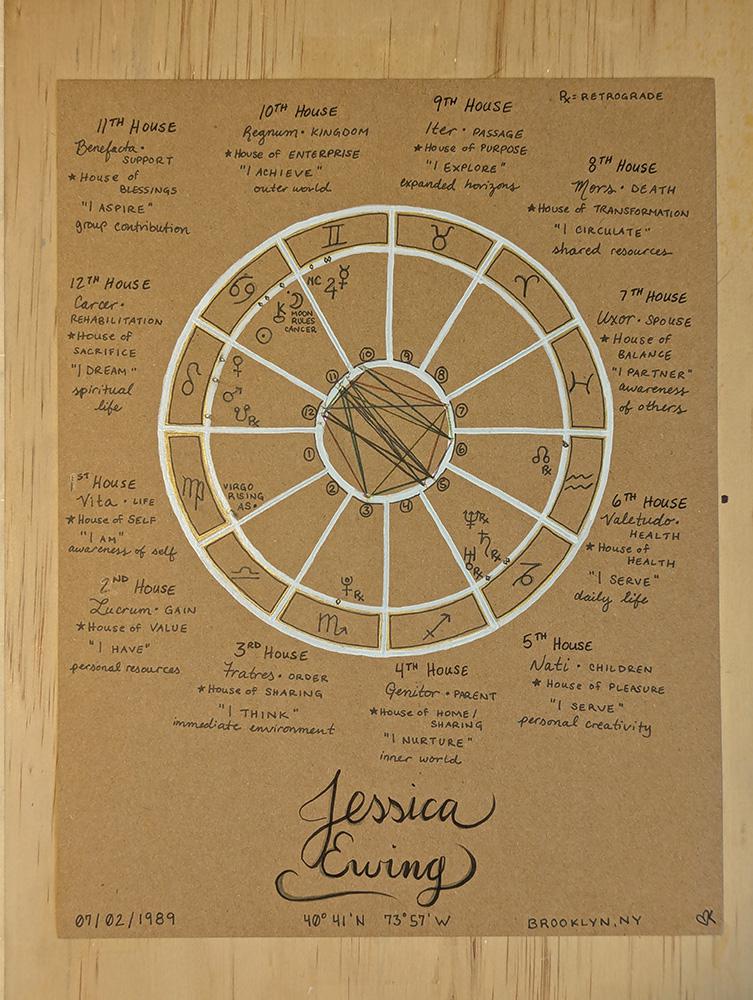 ℞ = RETROGRADE
11TH HOUSE
Benefacta •
SUPPORT
★ House of
BLESSINGS
"I ASPIRE"
group contribution
10TH HOUSE
Regnum • KINGDOM
★ House of ENTERPRISE
"I ACHIEVE"
outer world
9TH HOUSE
Iter • PASSAGE
★ House of PURPOSE
"I EXPLORE"
expanded horizons
8TH HOUSE
Mors • DEATH
★ House of TRANSFORMATION
"I CIRCULATE"
shared resources
12TH HOUSE
Carcer •
REHABILITATION
★ House of
SACRIFICE
"I DREAM"
spiritual
life
7TH HOUSE
Uxor • SPOUSE
★ House of
BALANCE
"I PARTNER"
awareness
of others
♊ ♉
♋ ♈
♌ ♓
♍ ♒
♎ ♑
♏ ♐
MC ♃ ☿
⚷ ☽
MOON
RULES
CANCER
☉
♀
♂
☋ ℞
VIRGO
RISING
AS •
☊
℞
♆ ℞
♄ ℞
♅ ℞
♇ ℞
11 10 9 8
12 7
1 6
2 3 4 5
1ST HOUSE
Vita • LIFE
★ House of SELF
"I AM"
awareness of self
6TH HOUSE
Valetudo •
HEALTH
★ House of
HEALTH
"I SERVE"
daily life
2ND HOUSE
Lucrum • GAIN
★ House of VALUE
"I HAVE"
personal resources
3RD HOUSE
Fratres • ORDER
★ House of SHARING
"I THINK"
immediate environment
4TH HOUSE
Genitor • PARENT
★ House of HOME/
SHARING
"I NURTURE"
inner world
5TH HOUSE
Nati • CHILDREN
★ House of PLEASURE
"I SERVE"
personal creativity
Jessica
Ewing
07/02/1989
40° 41'N 73° 57'W
BROOKLYN, NY